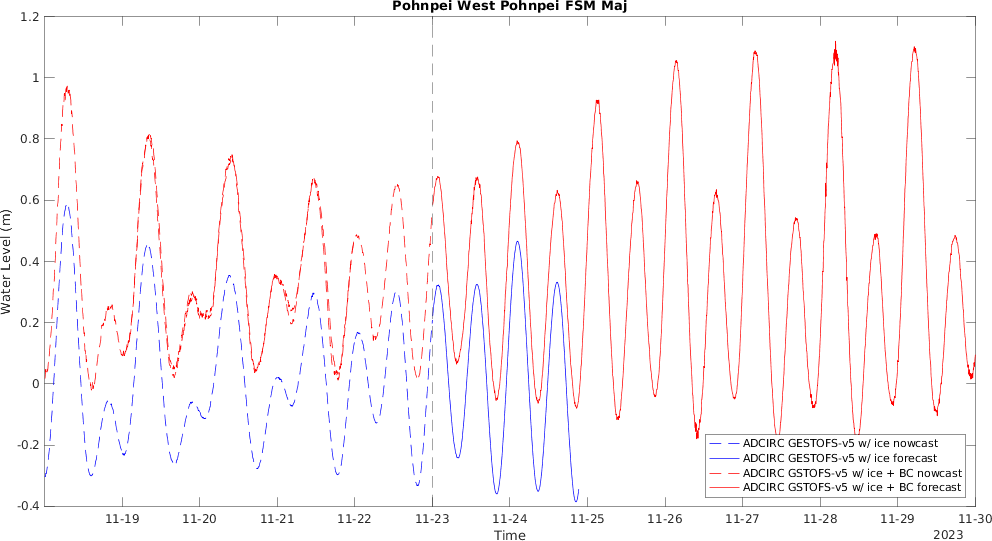 Pohnpei West Pohnpei FSM Maj
1.2
1
0.8
0.6
0.4
0.2
0
-0.2
-0.4
Water Level (m)
ADCIRC GESTOFS-v5 w/ ice nowcast
ADCIRC GESTOFS-v5 w/ ice forecast
ADCIRC GSTOFS-v5 w/ ice + BC nowcast
ADCIRC GSTOFS-v5 w/ ice + BC forecast
11-19 11-20 11-21 11-22 11-23 11-24 11-25 11-26 11-27 11-28 11-29 11-30
Time
2023